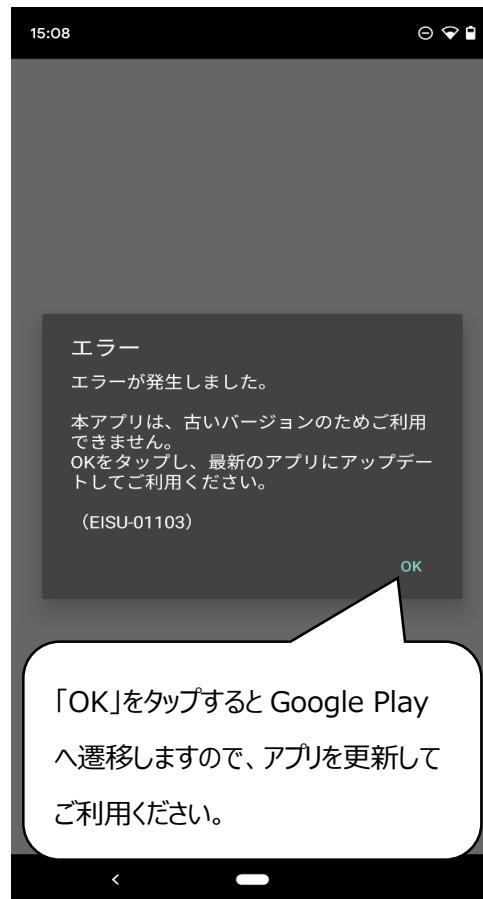 15:08
エラー
エラーが発生しました。
本アプリは、古いバージョンのためご利用
できません。
OKをタップし、最新のアプリにアップデー
トしてご利用ください。
（EISU-01103）
OK
「OK」をタップすると Google Play
へ遷移しますので、アプリを更新して
ご利用ください。